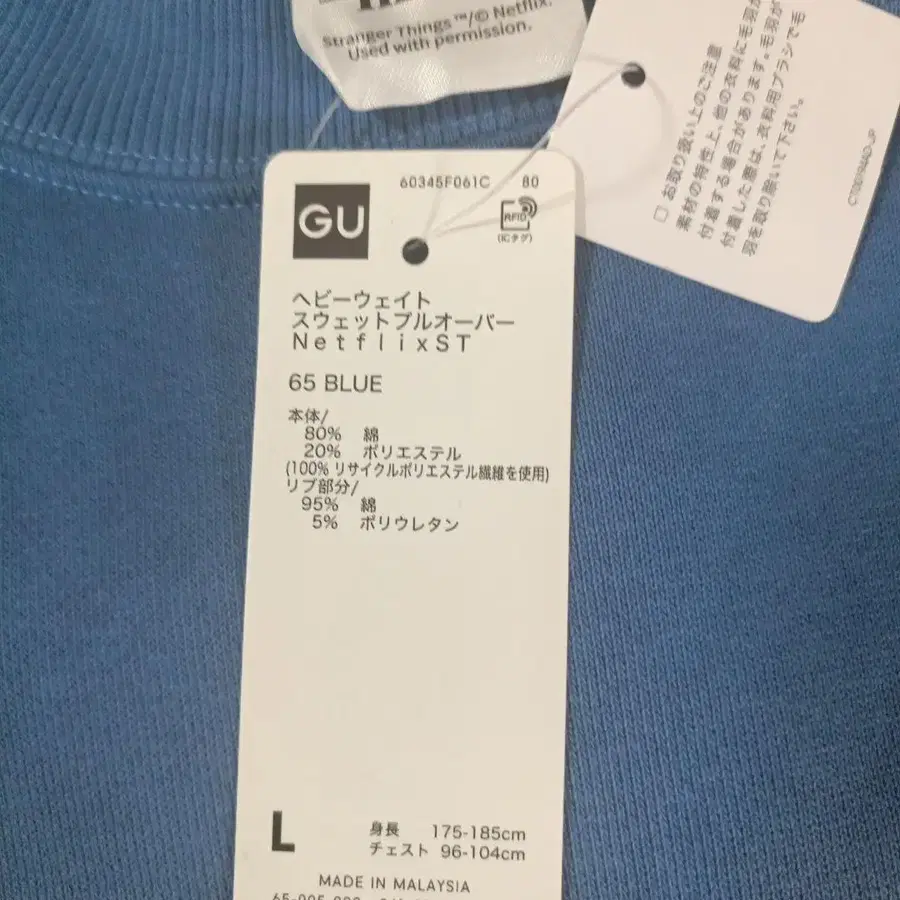 Stranger Things ™/© Netflix.
Used with permission.
GU
60345F061C 80
RFID
(ICタグ)
ヘビーウェイト
スウェットプルオーバー
NetflixST
65 BLUE
本体/
80% 綿
20% ポリエステル
(100% リサイクルポリエステル繊維を使用)
リブ部分/
95% 綿
5% ポリウレタン
L
身長 175-185cm
チェスト 96-104cm
MADE IN MALAYSIA
□ お取り扱い上のご注意
素材の特性上、他の衣料に毛羽が
付着する場合があります。毛羽が
付着した際は、衣料用ブラシで毛
羽を取り除いて下さい。